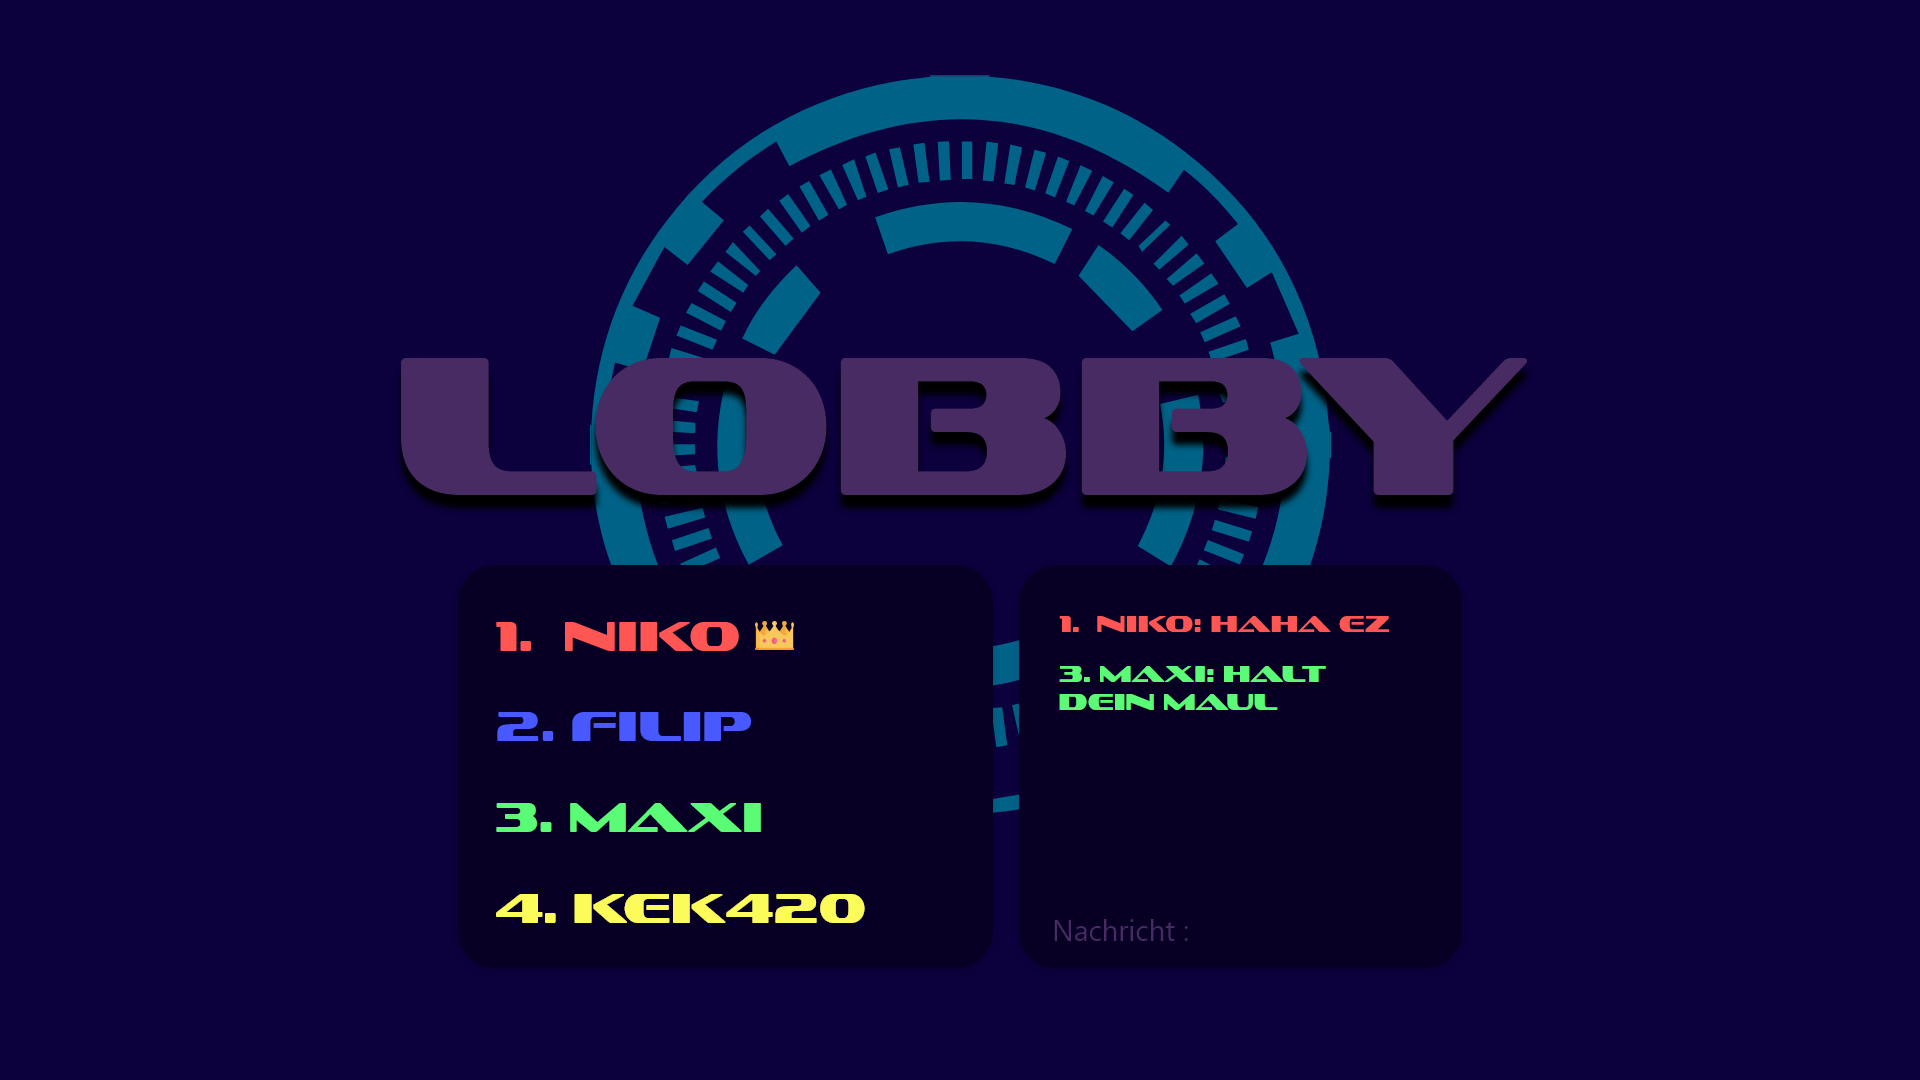 LOBBY
1. NIKO 👑
2. FILIP
3. MAXI
4. KEK420
1. NIKO: HAHA EZ
3. MAXI: HALT
DEIN MAUL
Nachricht :